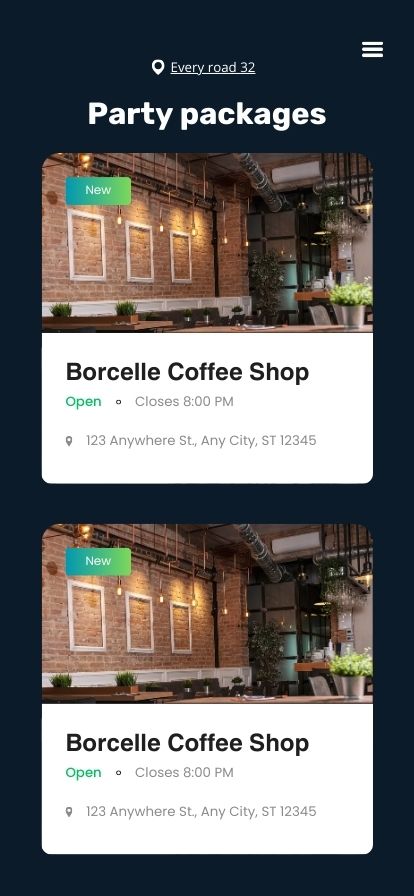 Every road 32
Party packages
New
Borcelle Coffee Shop
Open Closes 8:00 PM
123 Anywhere St., Any City, ST 12345
New
Borcelle Coffee Shop
Open Closes 8:00 PM
123 Anywhere St., Any City, ST 12345